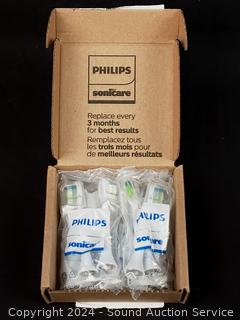 PHILIPS
sonicare
Replace every
3 months
for best results
Remplacez tous
les trois mois pour
de meilleurs résultats
PHILIPS
sonicare
PHILIPS
sonicare
Copyright 2024 - Sound Auction Service